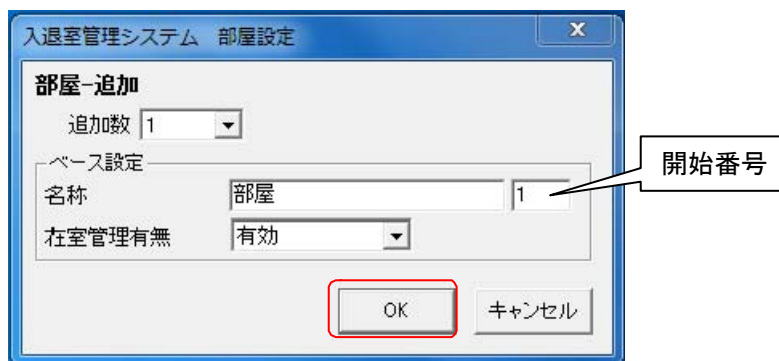 入退室管理システム 部屋設定
x
部屋-追加
追加数 1
ベース設定
名称 部屋 1
開始番号
在室管理有無 有効
OK キャンセル